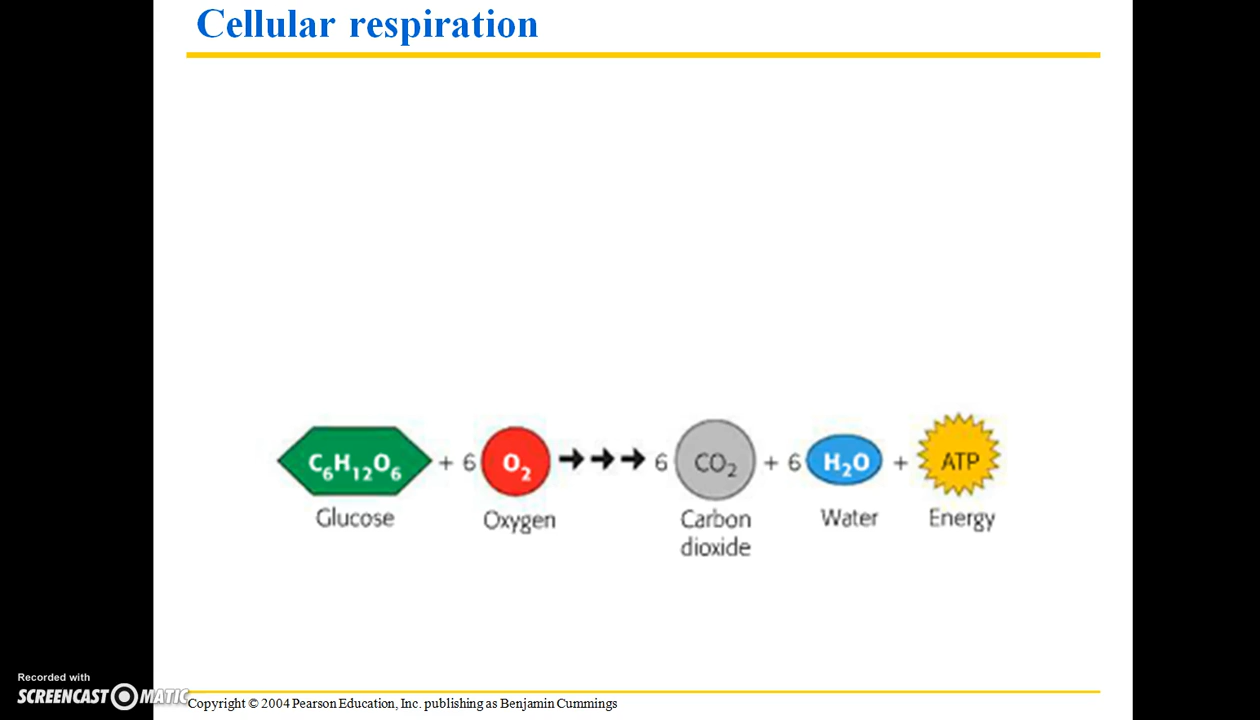 Cellular respiration
C₆H₁₂O₆ + 6 O₂ ➔➔➔ 6 CO₂ + 6 H₂O + ATP
Glucose Oxygen Carbon dioxide Water Energy
Recorded with
SCREENCAST-O-MATIC
Copyright © 2004 Pearson Education, Inc. publishing as Benjamin Cummings